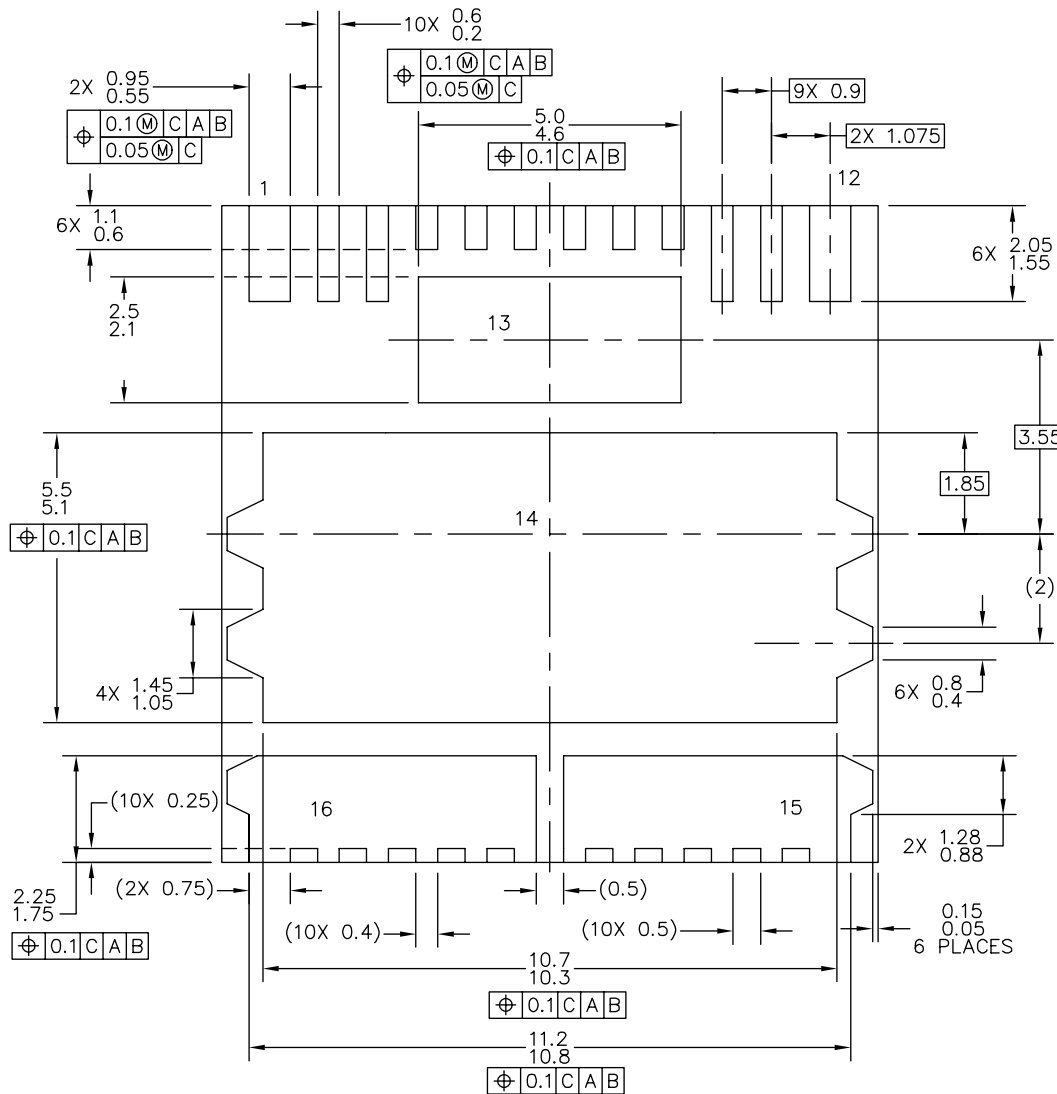 10X 0.6
0.2
⌖ 0.1Ⓜ C A B
0.05Ⓜ C
2X 0.95
0.55
⌖ 0.1Ⓜ C A B
0.05Ⓜ C
5.0
4.6
⌖ 0.1 C A B
9X 0.9
2X 1.075
1
12
6X 1.1
0.6
6X 2.05
1.55
2.5
2.1
13
3.55
1.85
5.5
5.1
⌖ 0.1 C A B
14
(2)
4X 1.45
1.05
6X 0.8
0.4
(10X 0.25)
16
15
2X 1.28
0.88
2.25
1.75
⌖ 0.1 C A B
(2X 0.75)
(0.5)
(10X 0.4)
(10X 0.5)
0.15
0.05
6 PLACES
10.7
10.3
⌖ 0.1 C A B
11.2
10.8
⌖ 0.1 C A B